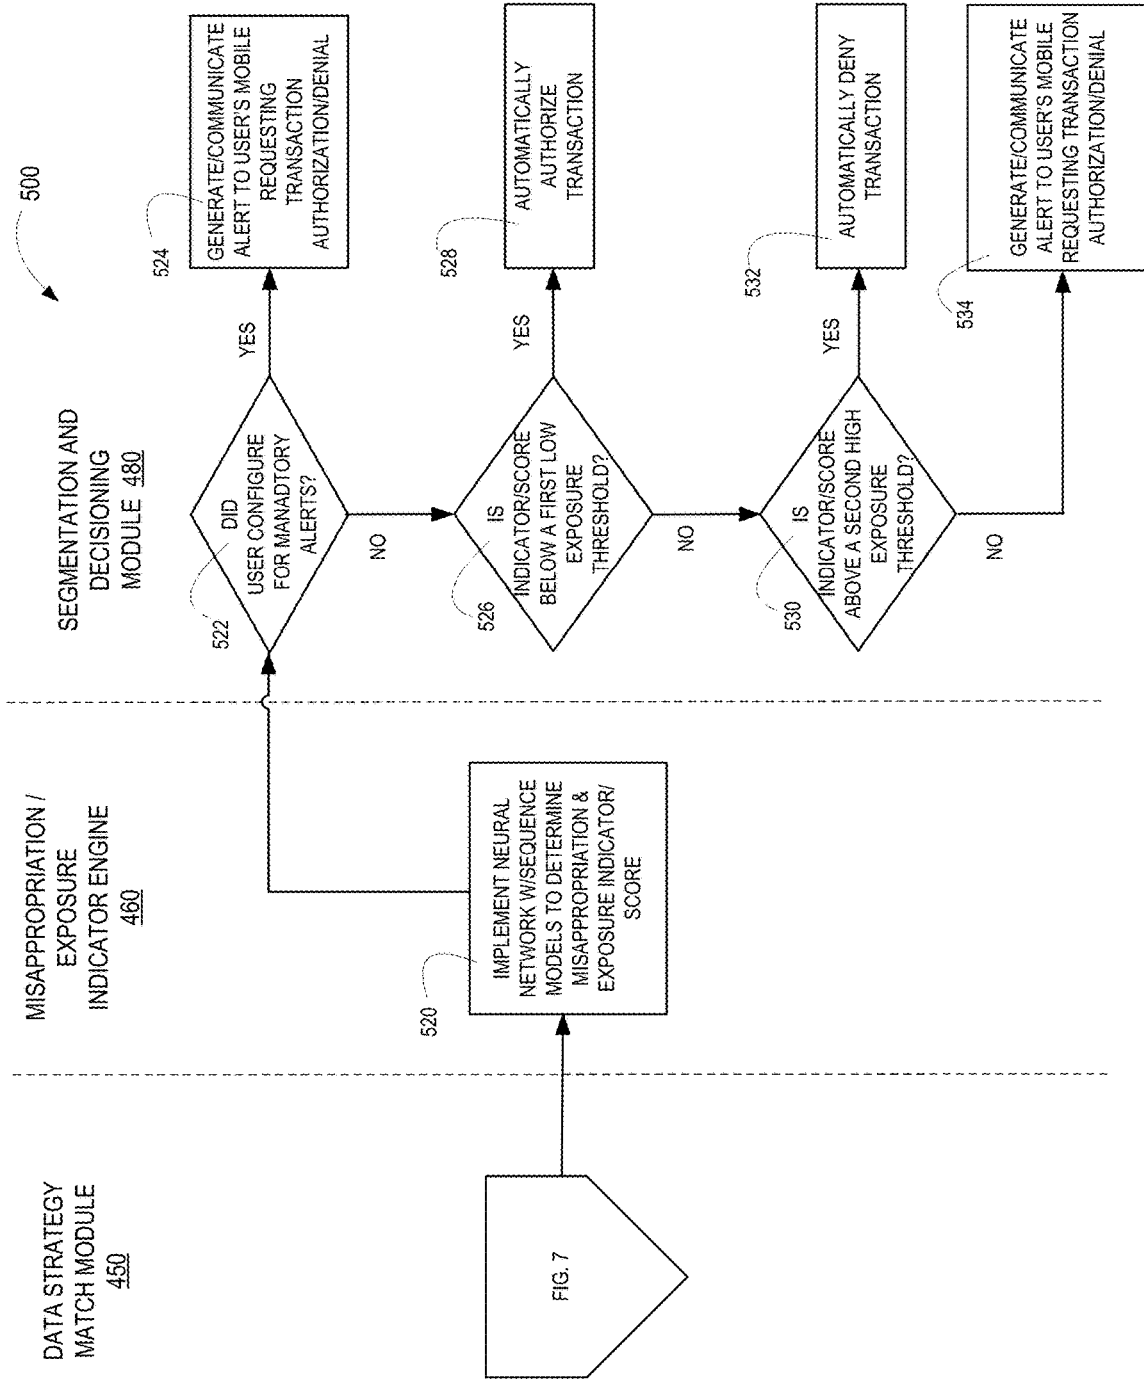 500
DATA STRATEGY
MATCH MODULE
450
MISAPPROPRIATION /
EXPOSURE
INDICATOR ENGINE
460
SEGMENTATION AND
DECISIONING
MODULE 480
FIG. 7
520
IMPLEMENT NEURAL
NETWORK W/SEQUENCE
MODELS TO DETERMINE
MISAPPROPRIATION &
EXPOSURE INDICATOR/
SCORE
522
DID
USER CONFIGURE
FOR MANADTORY
ALERTS?
YES
524
GENERATE/COMMUNICATE
ALERT TO USER'S MOBILE
REQUESTING
TRANSACTION
AUTHORIZATION/DENIAL
NO
526
IS
INDICATOR/SCORE
BELOW A FIRST LOW
EXPOSURE
THRESHOLD?
YES
528
AUTOMATICALLY
AUTHORIZE
TRANSACTION
NO
530
IS
INDICATOR/SCORE
ABOVE A SECOND HIGH
EXPOSURE
THRESHOLD?
YES
532
AUTOMATICALLY DENY
TRANSACTION
NO
534
GENERATE/COMMUNICATE
ALERT TO USER'S MOBILE
REQUESTING TRANSACTION
AUTHORIZATION/DENIAL